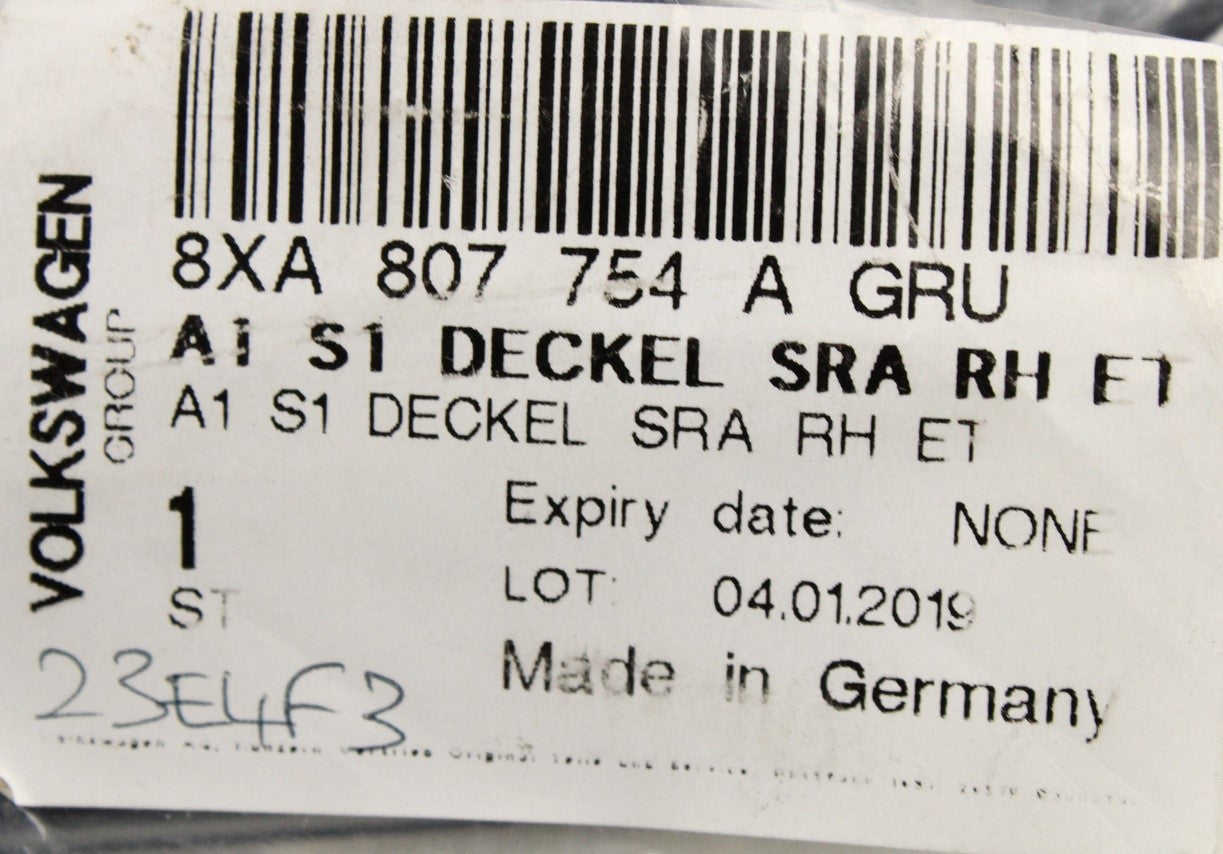 VOLKSWAGEN
GROUP
8XA 807 754 A GRU
A1 S1 DECKEL SRA RH ET
A1 S1 DECKEL SRA RH ET
1
ST
Expiry date: NONE
LOT: 04.01.2019
Made in Germany
23E4F3